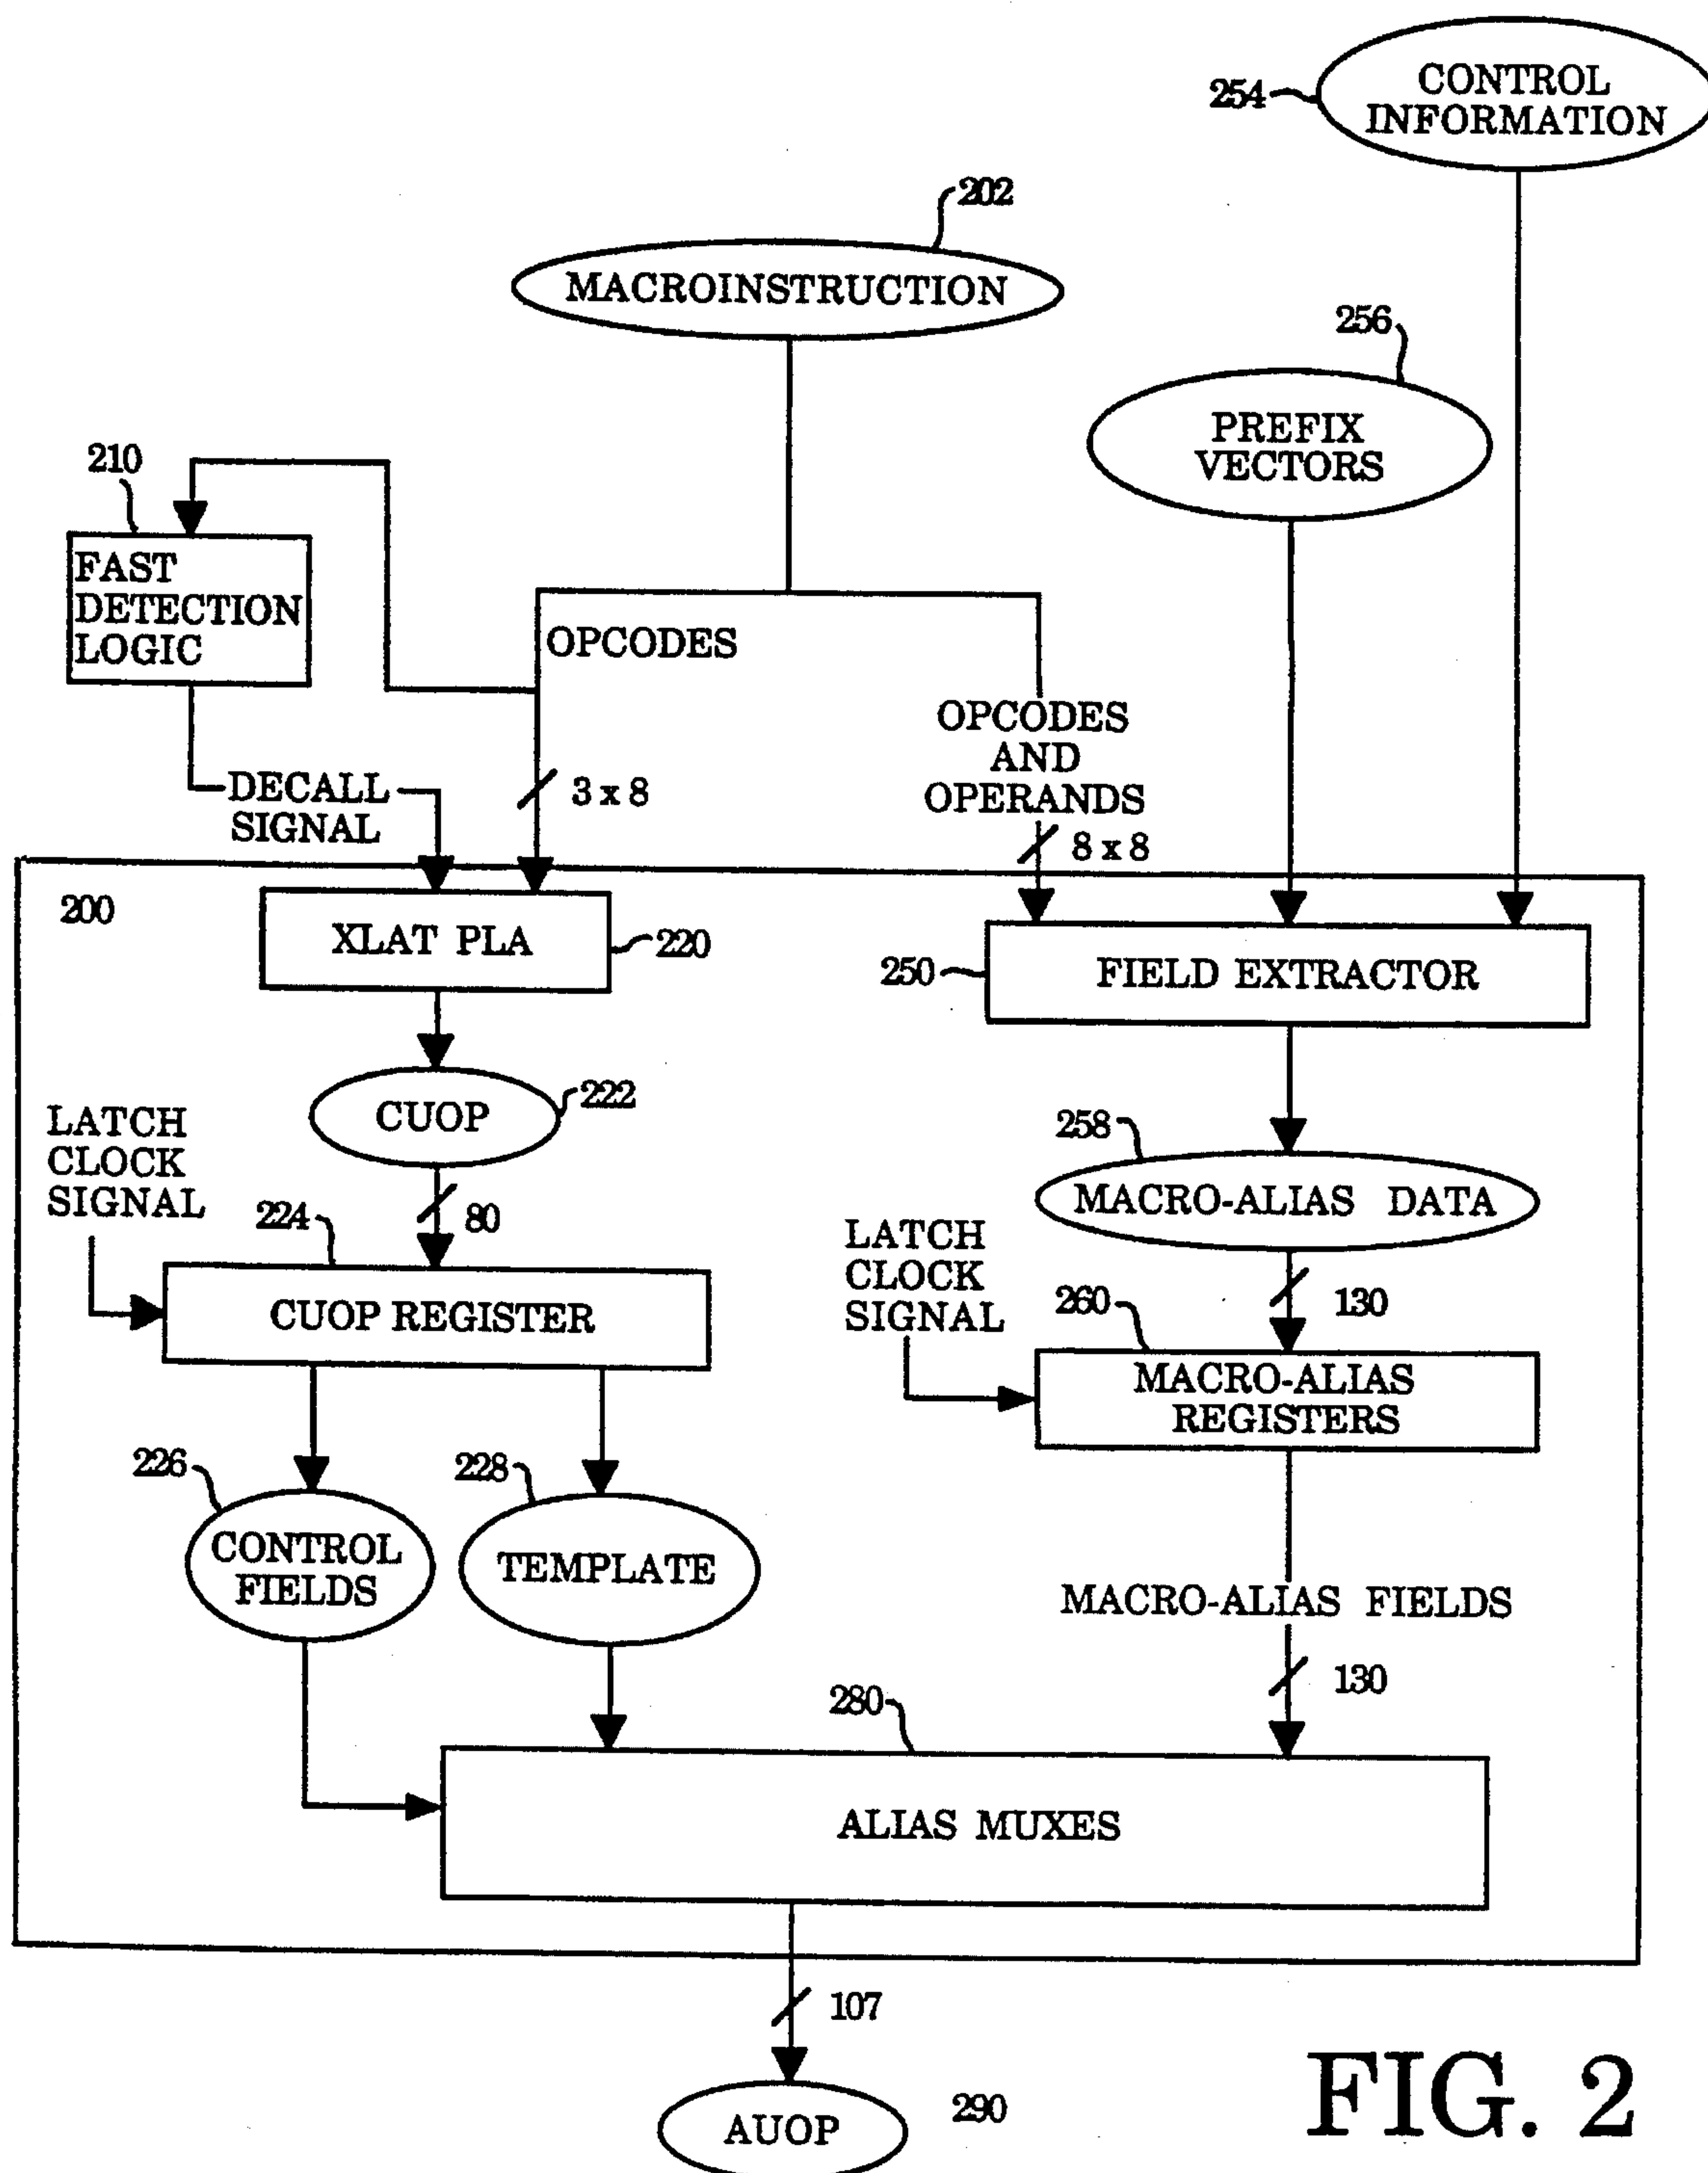 CONTROL
INFORMATION
254
202
MACROINSTRUCTION
256
PREFIX
VECTORS
210
FAST
DETECTION
LOGIC
OPCODES
OPCODES
AND
OPERANDS
DECALL
SIGNAL
3 x 8
8 x 8
200
XLAT PLA
220
250
FIELD EXTRACTOR
CUOP
222
LATCH
CLOCK
SIGNAL
80
224
CUOP REGISTER
258
MACRO-ALIAS DATA
LATCH
CLOCK
SIGNAL
130
260
MACRO-ALIAS
REGISTERS
226
CONTROL
FIELDS
228
TEMPLATE
MACRO-ALIAS FIELDS
130
280
ALIAS MUXES
107
AUOP
290
FIG. 2